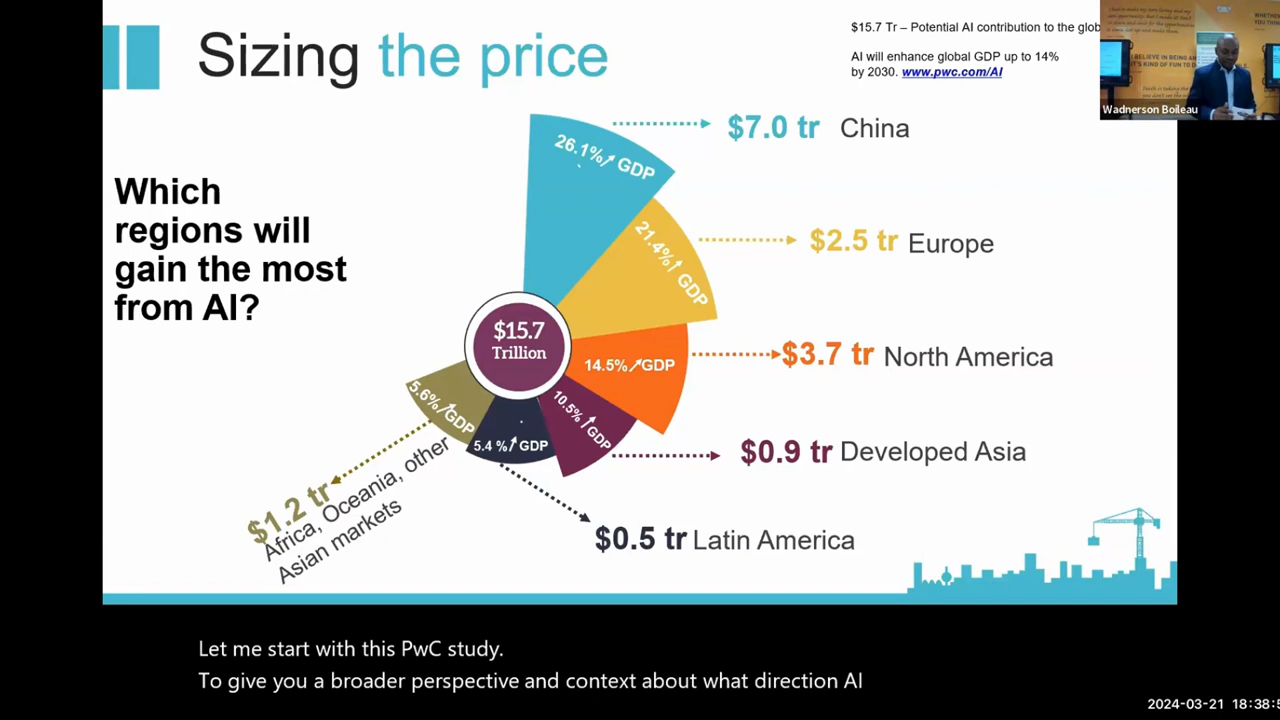 Sizing the price
$15.7 Tr – Potential AI contribution to the glob
AI will enhance global GDP up to 14%
by 2030. www.pwc.com/AI
Wadnerson Boileau
Which
regions will
gain the most
from AI?
26.1% GDP
$7.0 tr China
21.4% GDP
$2.5 tr Europe
$15.7
Trillion
14.5% GDP
$3.7 tr North America
10.5% GDP
$0.9 tr Developed Asia
5.4 % GDP
$0.5 tr Latin America
5.6% GDP
$1.2 tr
Africa, Oceania, other
Asian markets
Let me start with this PwC study.
To give you a broader perspective and context about what direction AI
2024-03-21 18:38:5